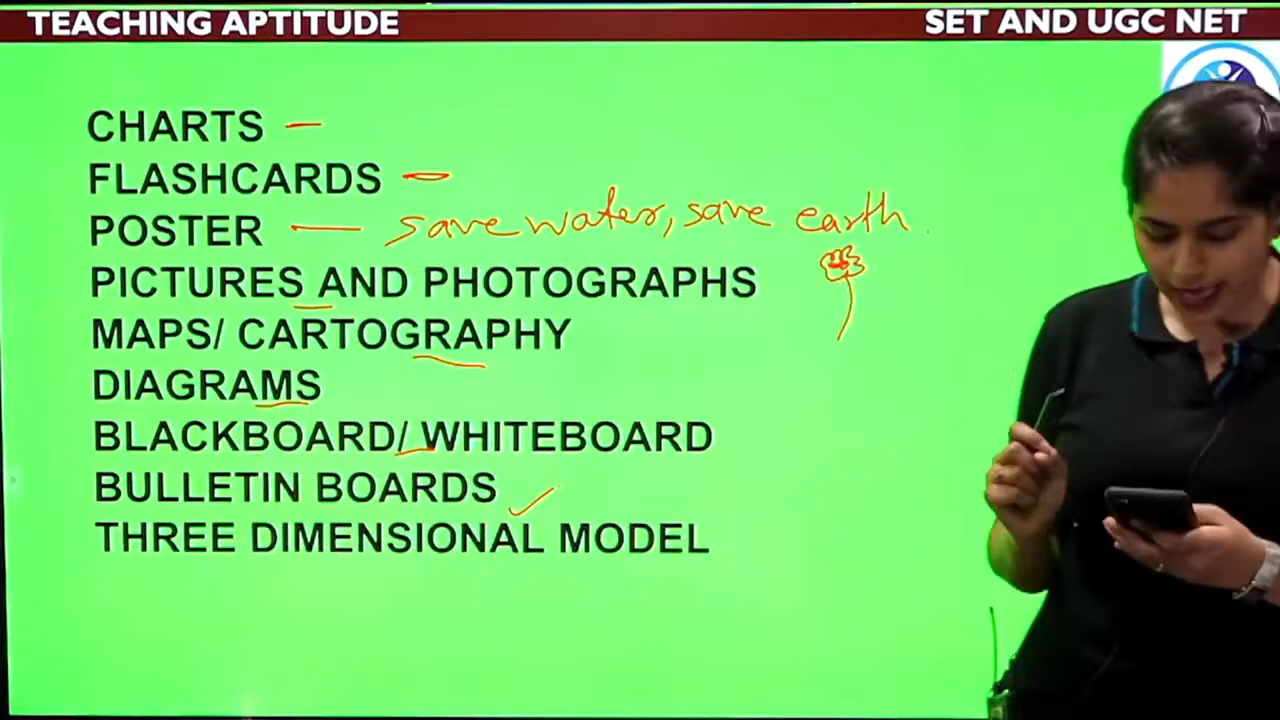 TEACHING APTITUDE
SET AND UGC NET
CHARTS
FLASHCARDS
POSTER — save water, save earth.
PICTURES AND PHOTOGRAPHS
MAPS/ CARTOGRAPHY
DIAGRAMS
BLACKBOARD/ WHITEBOARD
BULLETIN BOARDS
THREE DIMENSIONAL MODEL